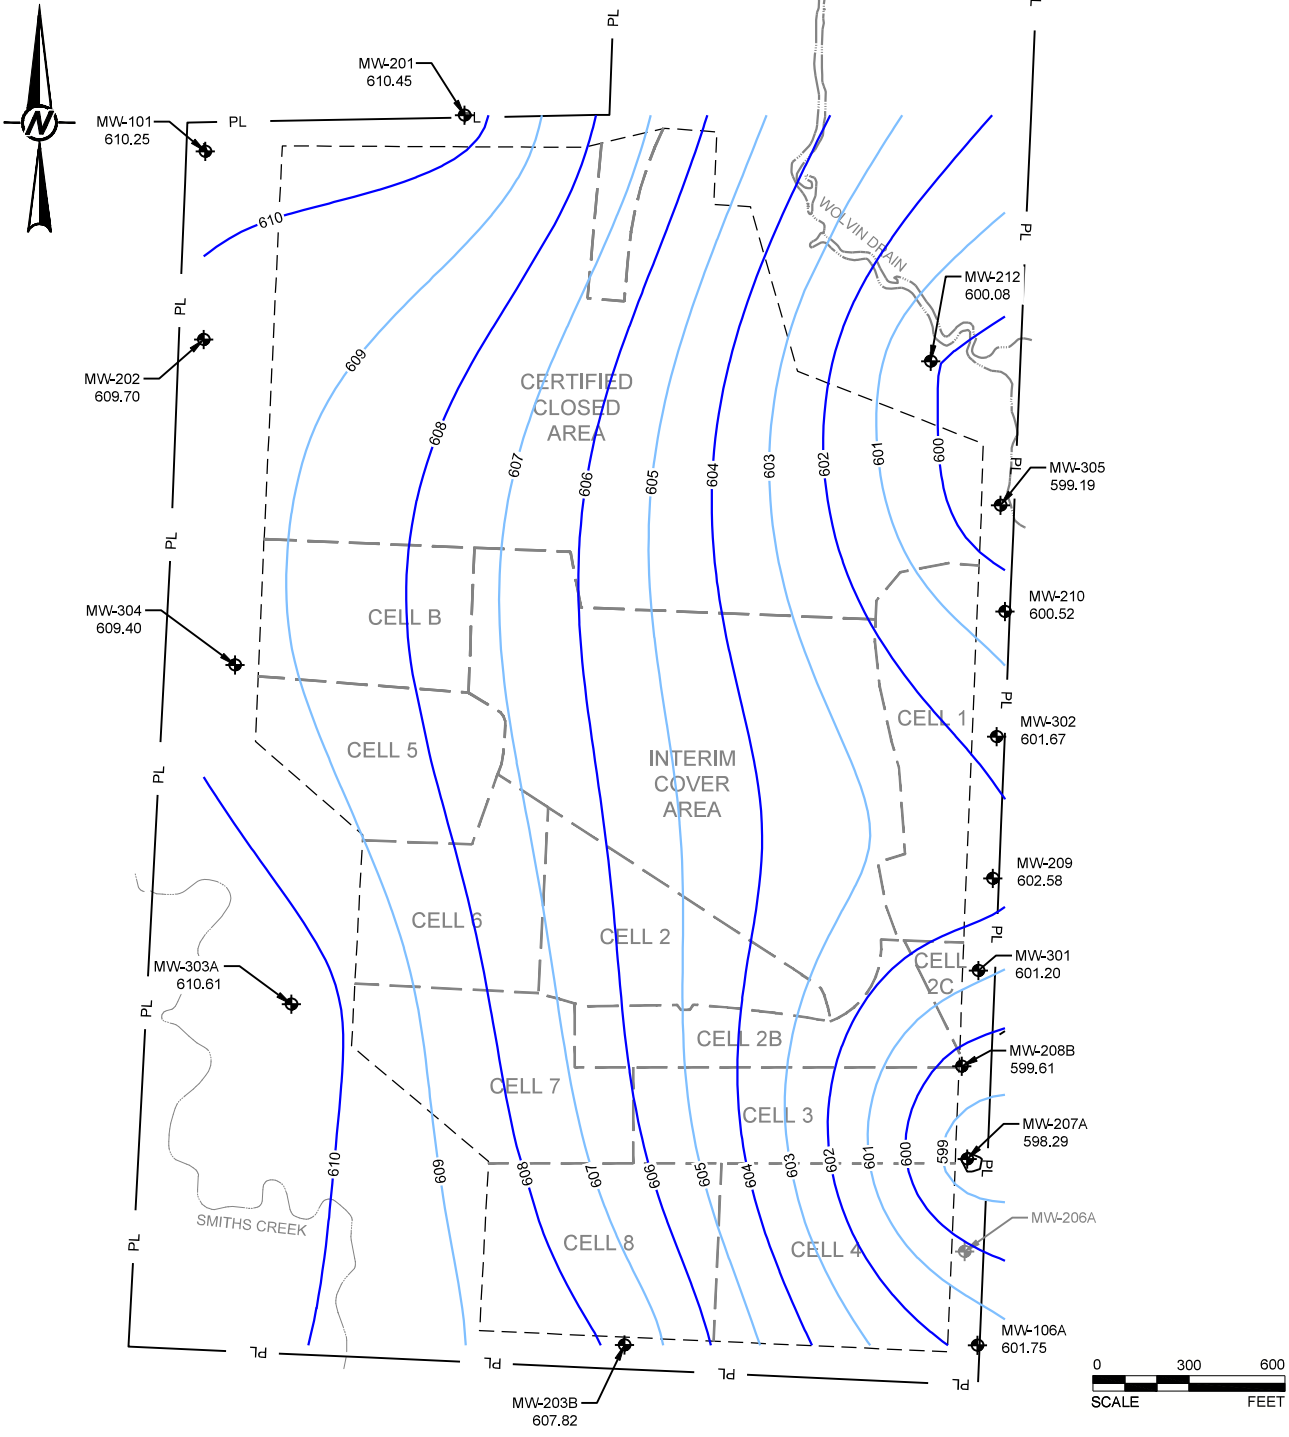 PL
PL
MW-201
610.45
N
MW-101
610.25
PL
PL
WOLVIN DRAIN
610
PL
MW-212
600.08
PL
609
MW-202
609.70
CERTIFIED
CLOSED
AREA
608
607
606
605
604
603
602
601
600
PL
MW-305
599.19
PL
MW-304
609.40
CELL B
MW-210
600.52
PL
CELL 1
MW-302
601.67
CELL 5
INTERIM
COVER
AREA
PL
MW-209
602.58
CELL 6
CELL 2
PL
CELL
2C
MW-301
601.20
MW-303A
610.61
PL
CELL 2B
MW-208B
599.61
CELL 7
CELL 3
MW-207A
598.29
610
609
608
607
606
605
604
603
602
601
600
599
PL
SMITHS CREEK
MW-206A
PL
CELL 8
CELL 4
MW-106A
601.75
PL
PL
PL
PL
MW-203B
607.82
0 300 600
SCALE FEET